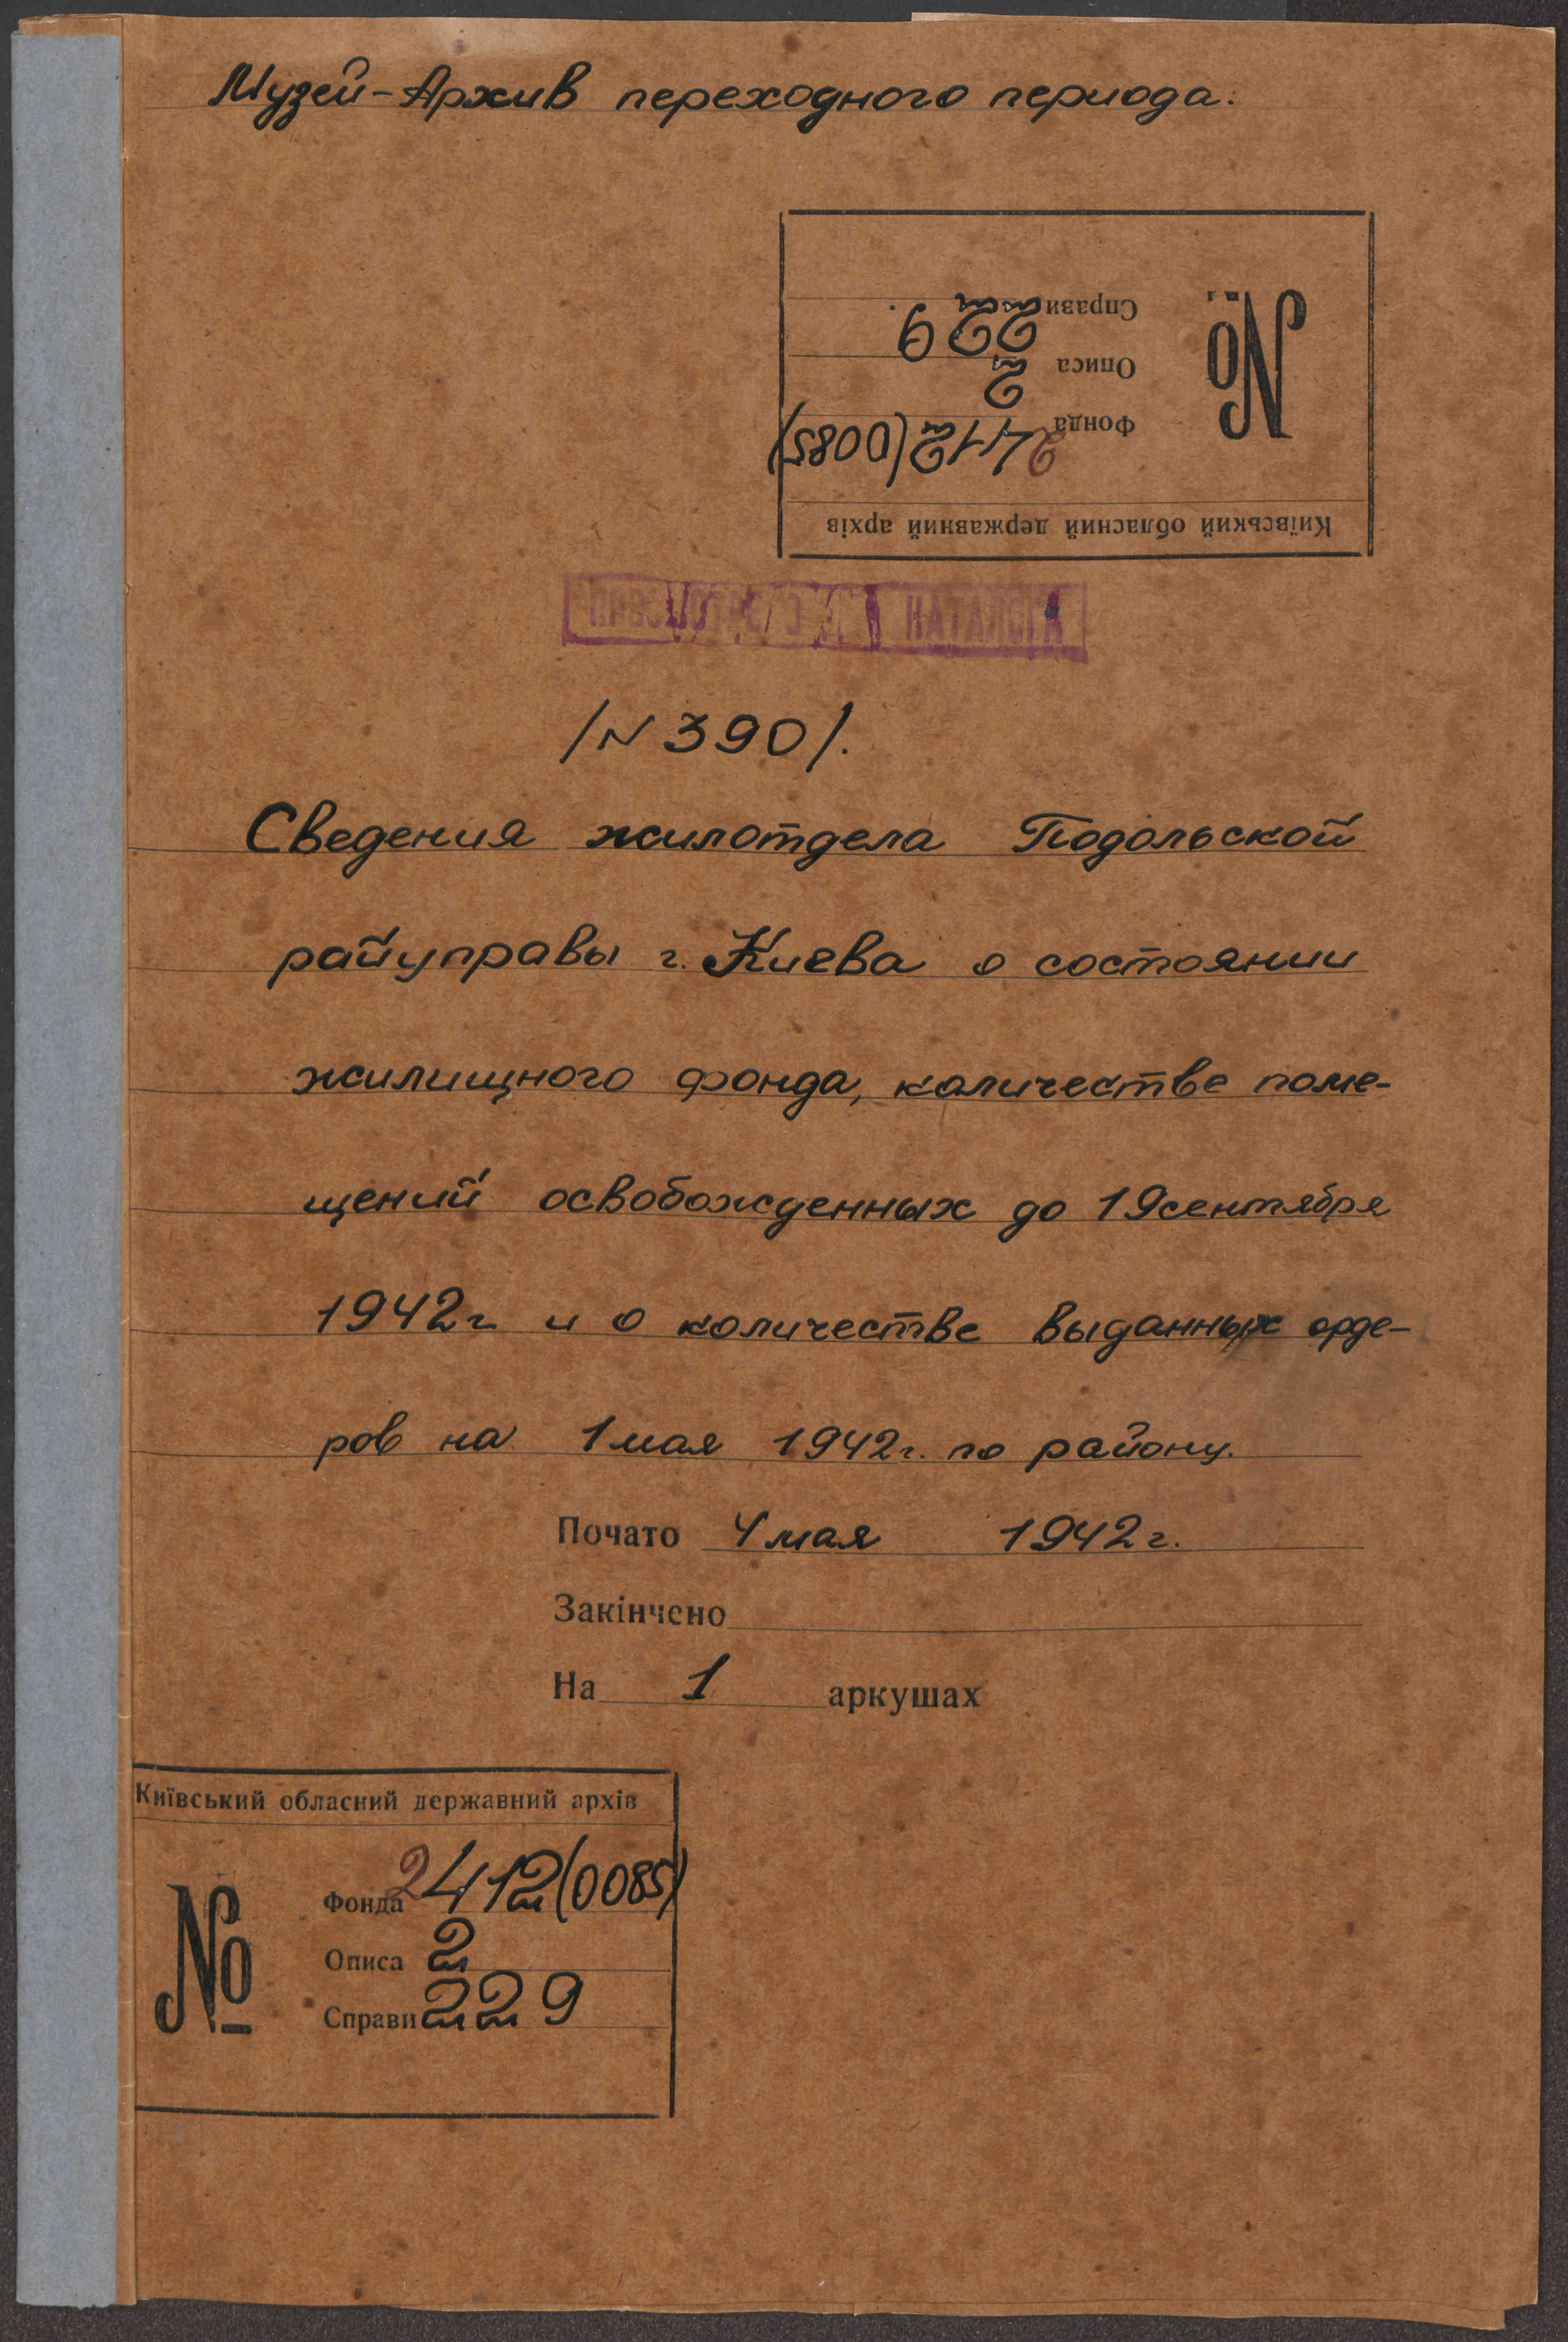 Музей-Архив переходного периода.
Київський обласний державний архів
№
Фонда 2412(0085)
Описа 2
Справи 229.
КАТАЛОГА
/N 390/.
Сведения жилотдела Подольской
райуправы г. Киева о состоянии
жилищного фонда, количестве поме-
щений освобожденных до 19 сентября
1942г. и о количестве выданных орде-
ров на 1 мая 1942г. по району.
Почато 4 мая 1942г.
Закінчено
На 1 аркушах
Київський обласний державний архів
№
Фонда 2412(0085)
Описа 2
Справи 229